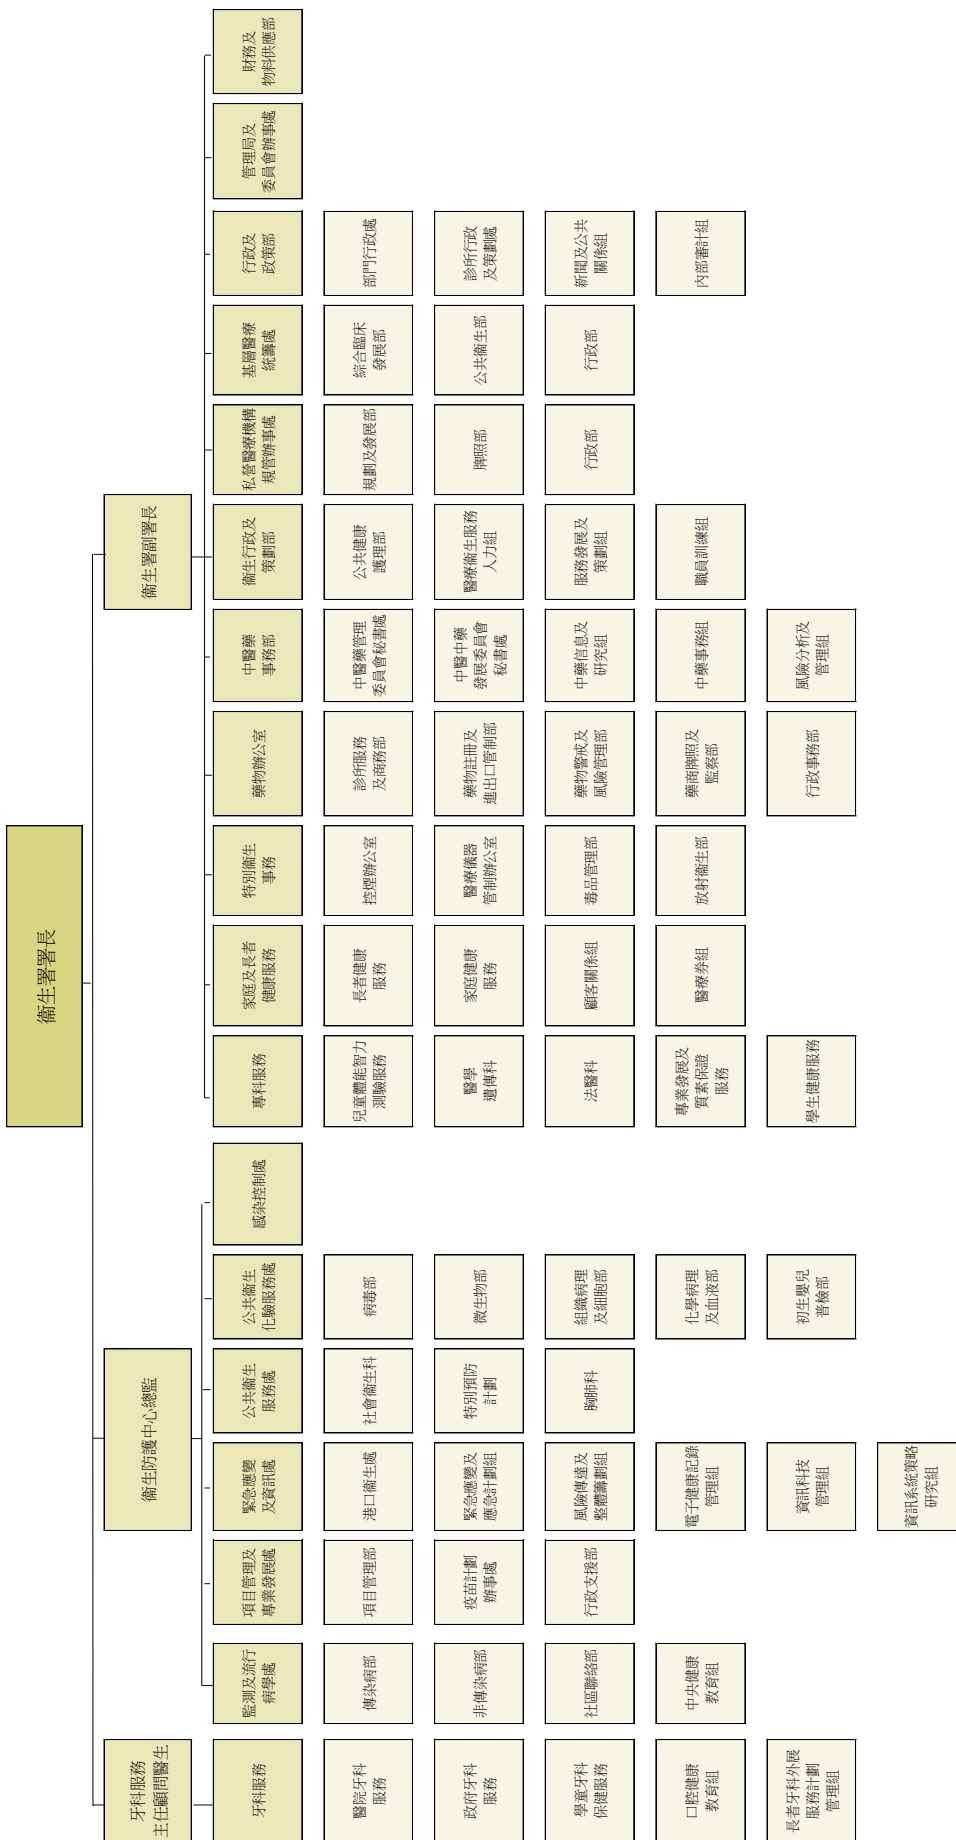 衞生署署長
牙科服務
主任顧問醫生
衞生防護中心總監
衞生署副署長
牙科服務
醫院牙科
服務
政府牙科
服務
學童牙科
保健服務
口腔健康
教育組
長者牙科外展
服務計劃
管理組
監測及流行
病學處
傳染病部
非傳染病部
社區聯絡部
中央健康
教育組
項目管理及
專業發展處
項目管理部
疫苗計劃
辦事處
行政支援部
緊急應變
及資訊處
港口衞生處
緊急應變及
應急計劃組
風險傳達及
整體籌劃組
電子健康記錄
管理組
資訊科技
管理組
資訊系統策略
研究組
公共衞生
服務處
社會衞生科
特別預防
計劃
胸肺科
公共衞生
化驗服務處
病毒部
微生物部
組織病理
及細胞部
化學病理
及血液部
初生嬰兒
普檢部
感染控制處
專科服務
兒童體能智力
測驗服務
醫學
遺傳科
法醫科
專業發展及
質素保證
服務
學生健康服務
家庭及長者
健康服務
長者健康
服務
家庭健康
服務
顧客關係組
醫療券組
特別衞生
事務
控煙辦公室
醫療儀器
管制辦公室
毒品管理部
放射衞生部
藥物辦公室
診所服務
及商務部
藥物註冊及
進出口管制部
藥物警戒及
風險管理部
藥商牌照及
監察部
行政事務部
中醫藥
事務部
中醫藥管理
委員會秘書處
中醫中藥
發展委員會
秘書處
中藥信息及
研究組
中藥事務組
風險分析及
管理組
衞生行政及
策劃部
公共健康
護理部
醫療衞生服務
人力組
服務發展及
策劃組
職員訓練組
私營醫療機構
規管辦事處
規劃及發展部
牌照部
行政部
基層醫療
統籌處
綜合臨床
發展部
公共衞生部
行政部
行政及
政策部
部門行政處
診所行政
及策劃處
新聞及公共
關係組
內部審計組
管理局及
委員會辦事處
財務及
物料供應部